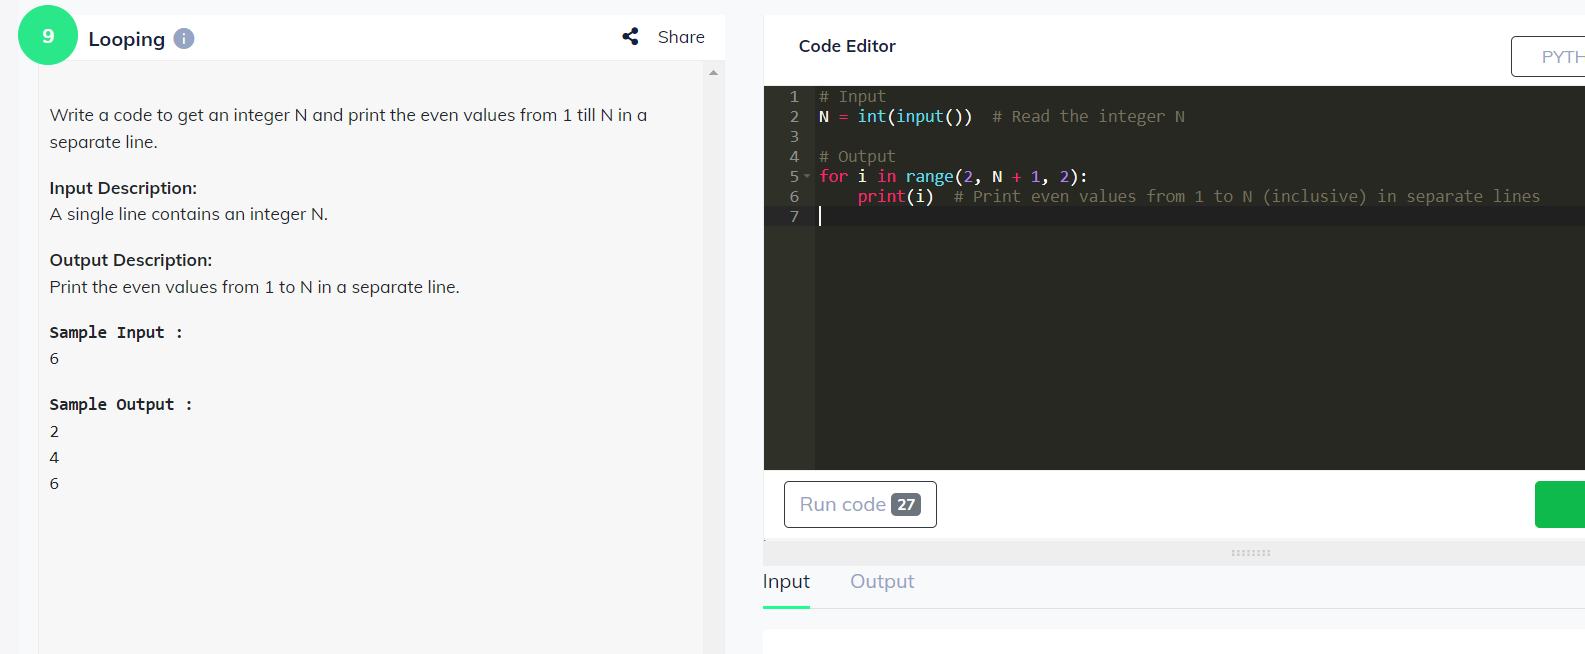 9
Looping i
Share
Write a code to get an integer N and print the even values from 1 till N in a
separate line.
Input Description:
A single line contains an integer N.
Output Description:
Print the even values from 1 to N in a separate line.
Sample Input :
6
Sample Output :
2
4
6
Code Editor
PYTH
1 # Input
2 N = int(input())  # Read the integer N
3
4 # Output
5 for i in range(2, N + 1, 2):
6     print(i)  # Print even values from 1 to N (inclusive) in separate lines
7
Run code 27
Input Output